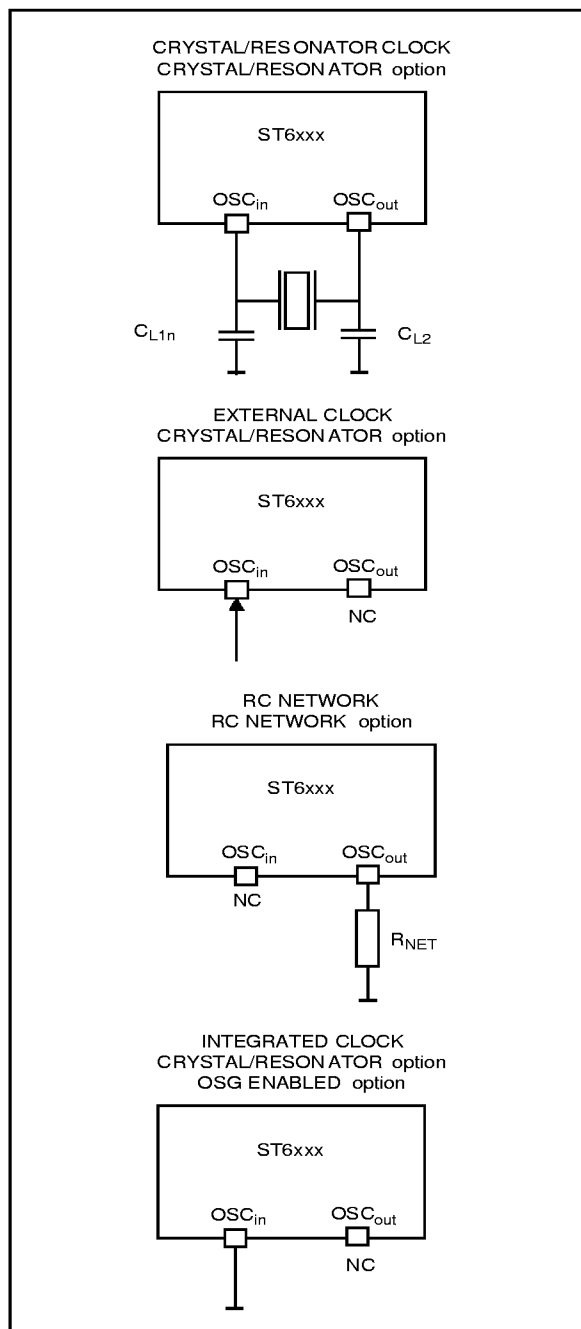 CRYSTAL/RESONATOR CLOCK
CRYSTAL/RESONATOR option
ST6xxx
OSCin OSCout
CL1n CL2
EXTERNAL CLOCK
CRYSTAL/RESONATOR option
ST6xxx
OSCin OSCout
NC
RC NETWORK
RC NETWORK option
ST6xxx
OSCin OSCout
NC
RNET
INTEGRATED CLOCK
CRYSTAL/RESONATOR option
OSG ENABLED option
ST6xxx
OSCin OSCout
NC